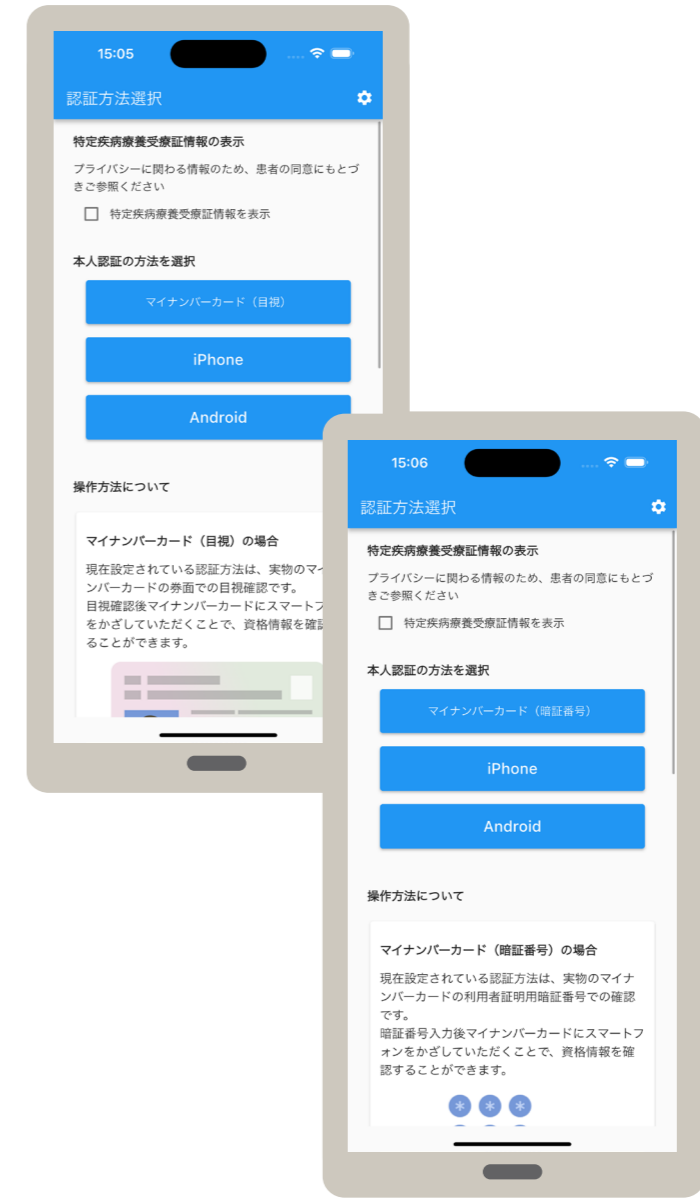 15:05
認証方法選択
特定疾病療養受療証情報の表示
プライバシーに関わる情報のため、患者の同意にもとづ
きご参照ください
特定疾病療養受療証情報を表示
本人認証の方法を選択
マイナンバーカード（目視）
iPhone
Android
操作方法について
マイナンバーカード（目視）の場合
現在設定されている認証方法は、実物のマイ
ンバーカードの券面での目視確認です。
目視確認後マイナンバーカードにスマートフ
をかざしていただくことで、資格情報を確認
ることができます。
15:06
認証方法選択
特定疾病療養受療証情報の表示
プライバシーに関わる情報のため、患者の同意にもとづ
きご参照ください
特定疾病療養受療証情報を表示
本人認証の方法を選択
マイナンバーカード（暗証番号）
iPhone
Android
操作方法について
マイナンバーカード（暗証番号）の場合
現在設定されている認証方法は、実物のマイナ
ンバーカードの利用者証明用暗証番号での確認
です。
暗証番号入力後マイナンバーカードにスマートフ
ォンをかざしていただくことで、資格情報を確
認することができます。